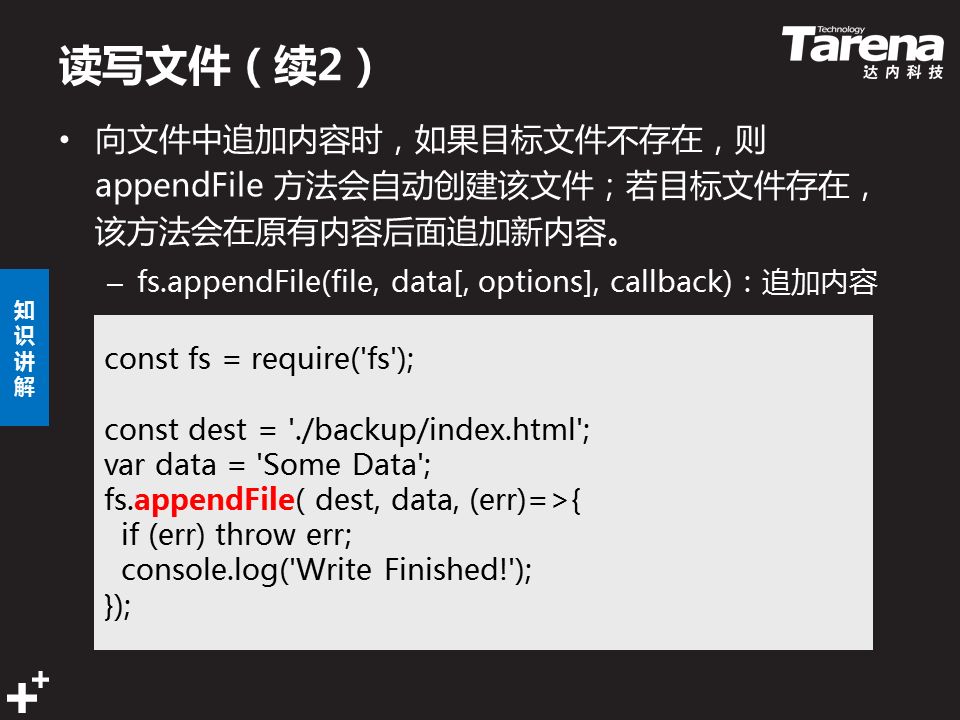 读写文件（续2）
Technology
Tarena
达内科技
• 向文件中追加内容时，如果目标文件不存在，则
appendFile 方法会自动创建该文件；若目标文件存在，
该方法会在原有内容后面追加新内容。
– fs.appendFile(file, data[, options], callback)：追加内容
知
识
讲
解
const fs = require('fs');
const dest = './backup/index.html';
var data = 'Some Data';
fs.appendFile( dest, data, (err)=>{
if (err) throw err;
console.log('Write Finished!');
});